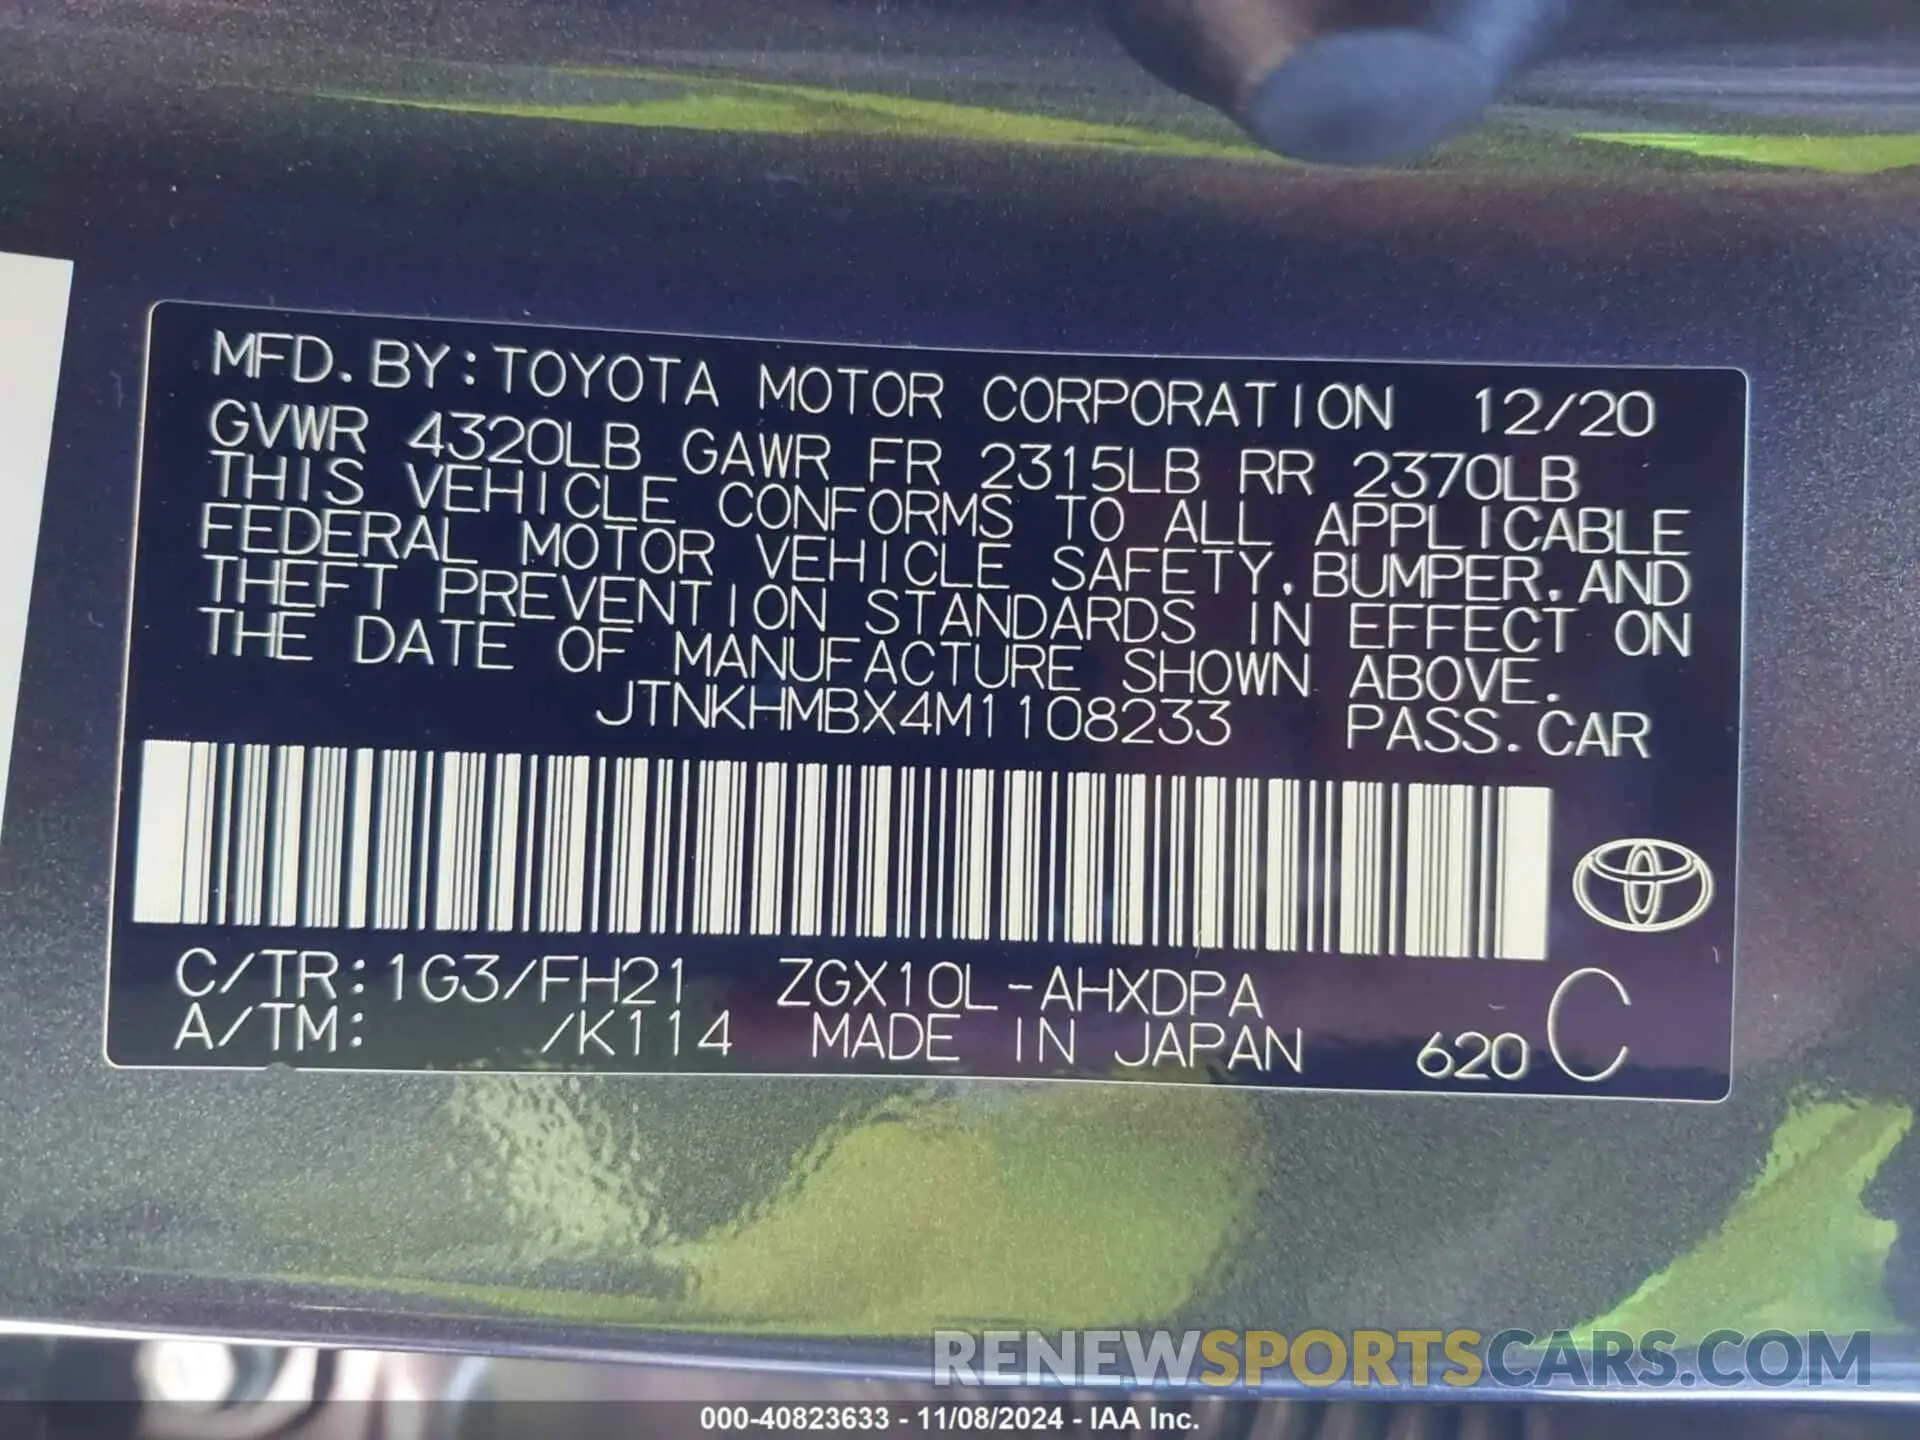 MFD. BY: TOYOTA MOTOR CORPORATION 12/20
GVWR 4320LB GAWR FR 2315LB RR 2370LB
THIS VEHICLE CONFORMS TO ALL APPLICABLE
FEDERAL MOTOR VEHICLE SAFETY, BUMPER, AND
THEFT PREVENTION STANDARDS IN EFFECT ON
THE DATE OF MANUFACTURE SHOWN ABOVE.
JTNKHMBX4M1108233 PASS. CAR
C/TR: 1G3/FH21 ZGX10L-AHXDPA
A/TM: /K114 MADE IN JAPAN 620 C
RENEWSPORTSCARS.COM
000-40823633 - 11/08/2024 - IAA Inc.